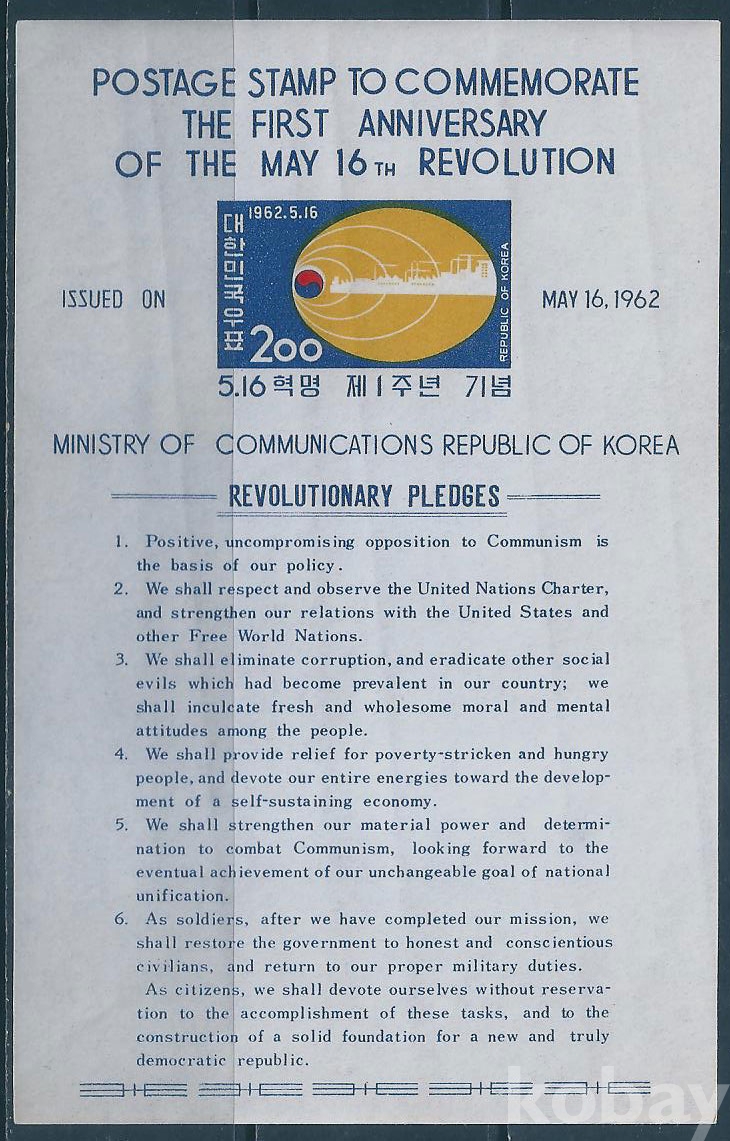 POSTAGE STAMP TO COMMEMORATE
THE FIRST ANNIVERSARY
OF THE MAY 16TH REVOLUTION
1962.5.16
대한민국우표
200
REPUBLIC OF KOREA
ISSUED ON
MAY 16, 1962
5.16 혁명 제1주년 기념
MINISTRY OF COMMUNICATIONS REPUBLIC OF KOREA
REVOLUTIONARY PLEDGES
1. Positive, uncompromising opposition to Communism is
the basis of our policy.
2. We shall respect and observe the United Nations Charter,
and strengthen our relations with the United States and
other Free World Nations.
3. We shall eliminate corruption, and eradicate other social
evils which had become prevalent in our country; we
shall inculcate fresh and wholesome moral and mental
attitudes among the people.
4. We shall provide relief for poverty-stricken and hungry
people, and devote our entire energies toward the develop-
ment of a self-sustaining economy.
5. We shall strengthen our material power and determi-
nation to combat Communism, looking forward to the
eventual achievement of our unchangeable goal of national
unification.
6. As soldiers, after we have completed our mission, we
shall restore the government to honest and conscientious
civilians, and return to our proper military duties.
As citizens, we shall devote ourselves without reserva-
tion to the accomplishment of these tasks, and to the
construction of a solid foundation for a new and truly
democratic republic.
kobay